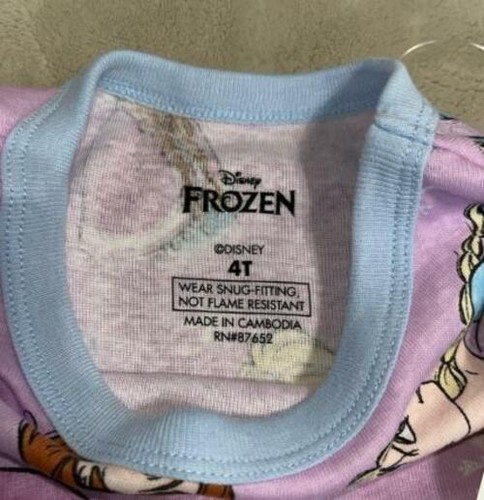 Disney
FROZEN
©DISNEY
4T
WEAR SNUG-FITTING,
NOT FLAME RESISTANT
MADE IN CAMBODIA
RN#87652